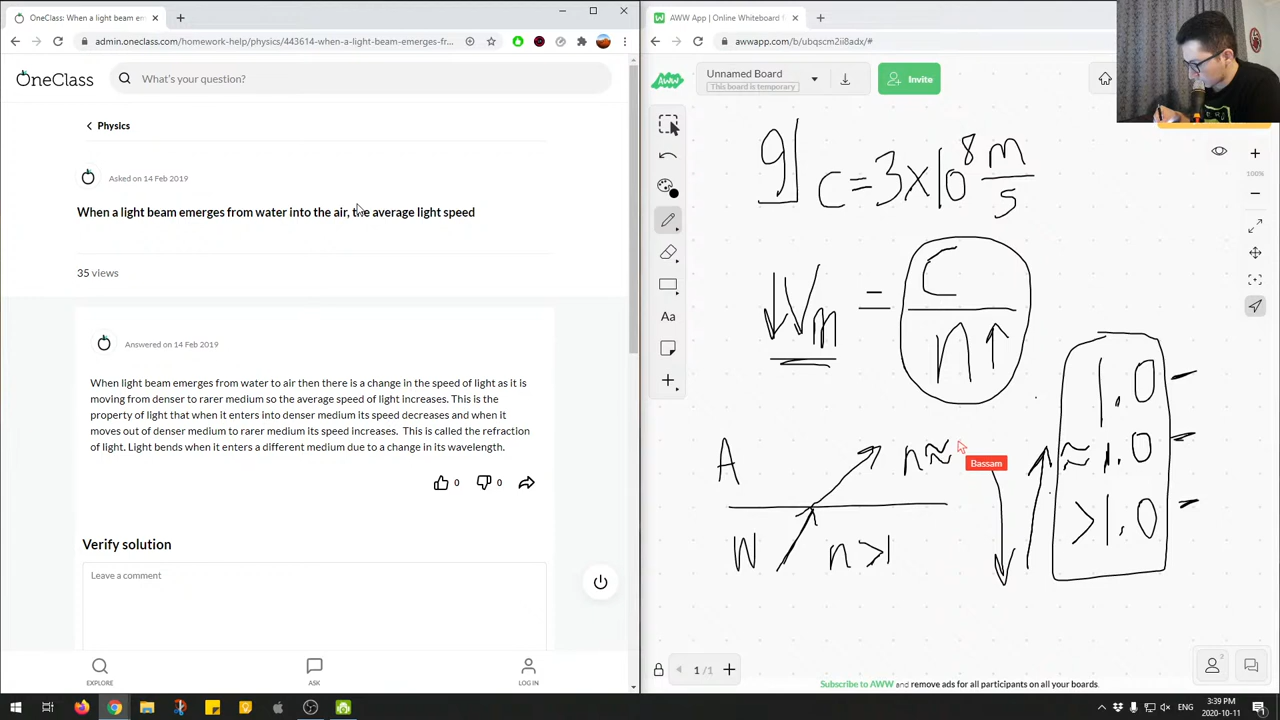 OneClass: When a light beam em
AWW App | Online Whiteboard f
admin.oneclass.com/homework-help/physics/443614-when-a-light-beam-emerges-fr...
awwapp.com/b/ubqscm2ii8adx/#
OneClass
What's your question?
Physics
Asked on 14 Feb 2019
When a light beam emerges from water into the air, the average light speed
35 views
Answered on 14 Feb 2019
When light beam emerges from water to air then there is a change in the speed of light as it is
moving from denser to rarer medium so the average speed of light increases. This is the
property of light that when it enters into denser medium its speed decreases and when it
moves out of denser medium to rarer medium its speed increases. This is called the refraction
of light. Light bends when it enters a different medium due to a change in its wavelength.
0
0
Verify solution
Leave a comment
EXPLORE
ASK
LOG IN
AWW
Unnamed Board
This board is temporary
Invite
100%
Aa
9
C = 3 × 10⁸ m/s
↓Vm = C/n↑
1.0 -
≈ 1.0 -
>1.0 -
A
n ≈
Bassam
W
n >1
1 / 1
2
Subscribe to AWW and remove ads for all participants on all your boards.
ENG
3:39 PM
2020-10-11
1